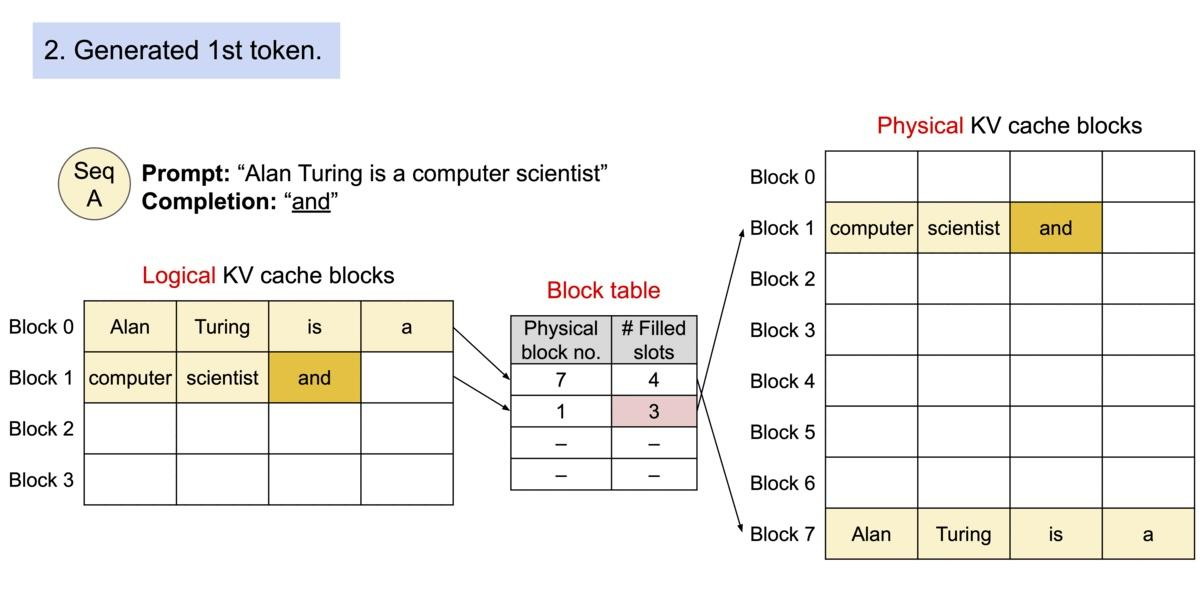 2. Generated 1st token.
Seq
A
Prompt: “Alan Turing is a computer scientist”
Completion: “and”
Logical KV cache blocks
Block 0 Alan Turing is a
Block 1 computer scientist and
Block 2
Block 3
Block table
Physical block no. # Filled slots
7 4
1 3
– –
– –
Physical KV cache blocks
Block 0
Block 1 computer scientist and
Block 2
Block 3
Block 4
Block 5
Block 6
Block 7 Alan Turing is a